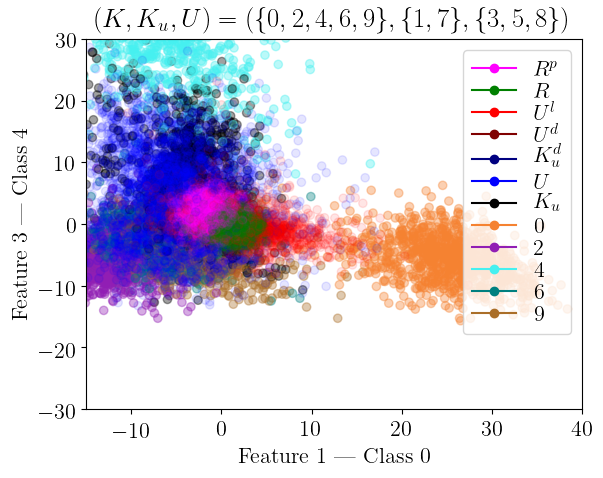 (K, K_u, U) = ({0, 2, 4, 6, 9}, {1, 7}, {3, 5, 8})
30
20
10
0
−10
−20
−30
Feature 3 — Class 4
R^p
R
U^l
U^d
K_u^d
U
K_u
0
2
4
6
9
−10 0 10 20 30 40
Feature 1 — Class 0